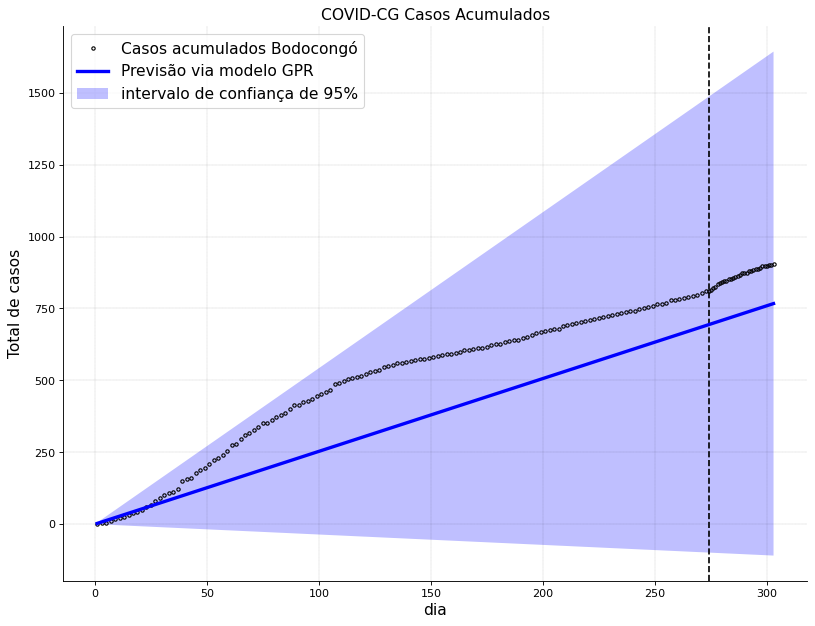 COVID-CG Casos Acumulados
Casos acumulados Bodocongó
Previsão via modelo GPR
intervalo de confiança de 95%
Total de casos
1500
1250
1000
750
500
250
0
0 50 100 150 200 250 300
dia